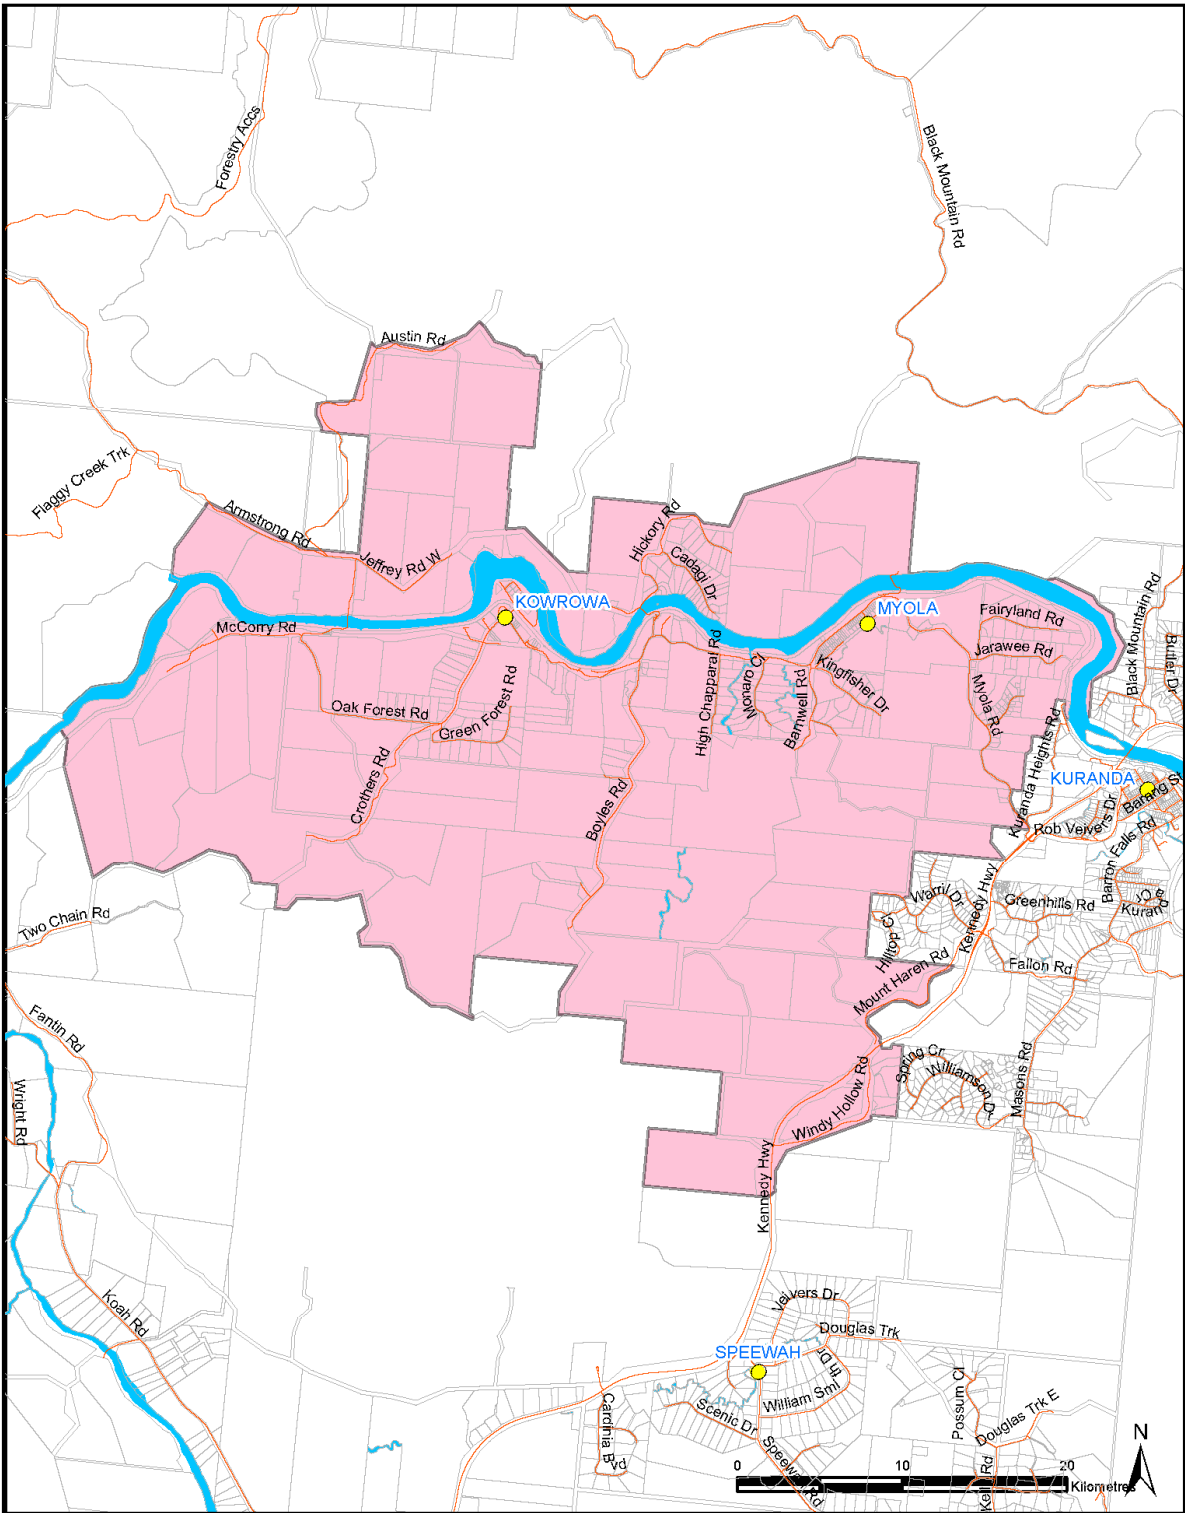 Forestry Accs
Black Mountain Rd
Austin Rd
Flaggy Creek Trk
Armstrong Rd
Jeffrey Rd W
Hickory Rd
Cadagi Dr
KOWROWA
MYOLA
Fairyland Rd
Black Mountain Rd
Butler Dr
McCorry Rd
Jarawee Rd
Kingfisher Dr
Monaro Cl
High Chapparal Rd
Barnwell Rd
Myola Rd
Oak Forest Rd
Green Forest Rd
Crothers Rd
Boyles Rd
Kuranda Heights Rd
KURANDA
Barang St
Rob Veivers Dr
Barron Falls Rd
Warril Dr
Greenhills Rd
Kennedy Hwy
Hilltop Cl
Two Chain Rd
Mount Haren Rd
Fallon Rd
Fantin Rd
Wright Rd
Spring Cr
Williamson Dr
Masons Rd
Windy Hollow Rd
Kennedy Hwy
Koah Rd
Veivers Dr
Douglas Trk
SPEEWAH
William Smith Dr
Scenic Dr
Cardinia Bvd
Speewah Rd
Possum Cl
Douglas Trk E
N
0 10 20
Kilometres